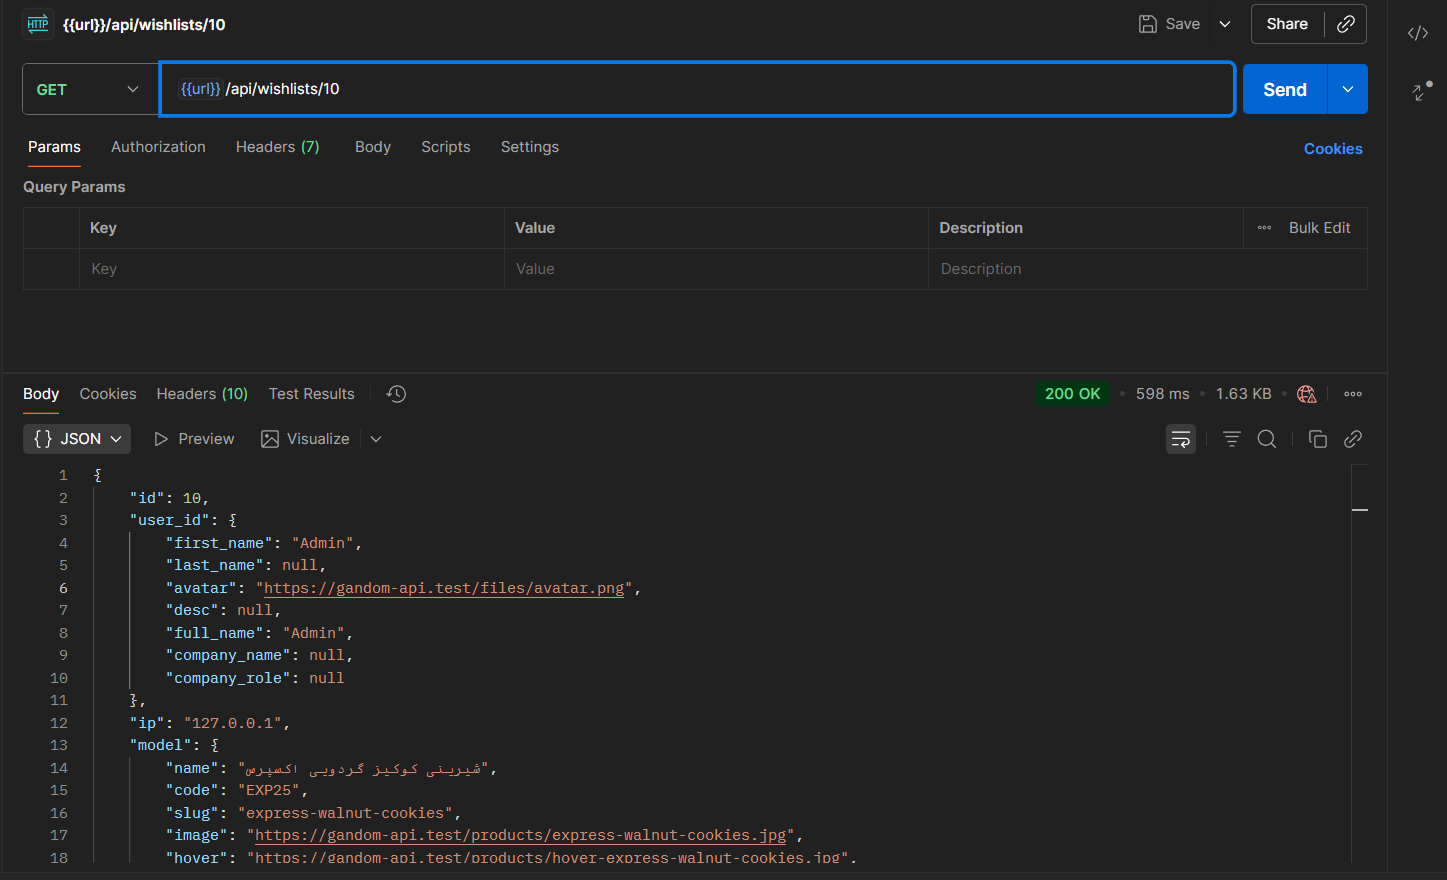 HTTP {{url}}/api/wishlists/10 Save Share
GET {{url}} /api/wishlists/10 Send
Params Authorization Headers (7) Body Scripts Settings Cookies
Query Params
Key Value Description Bulk Edit
Key Value Description
Body Cookies Headers (10) Test Results 200 OK • 598 ms • 1.63 KB •
{} JSON Preview Visualize
1 {
2 "id": 10,
3 "user_id": {
4 "first_name": "Admin",
5 "last_name": null,
6 "avatar": "https://gandom-api.test/files/avatar.png",
7 "desc": null,
8 "full_name": "Admin",
9 "company_name": null,
10 "company_role": null
11 },
12 "ip": "127.0.0.1",
13 "model": {
14 "name": "شیرینی کوکیز گردویی اکسپرس",
15 "code": "EXP25",
16 "slug": "express-walnut-cookies",
17 "image": "https://gandom-api.test/products/express-walnut-cookies.jpg",
18 "hover": "https://gandom-api.test/products/hover-express-walnut-cookies.jpg",